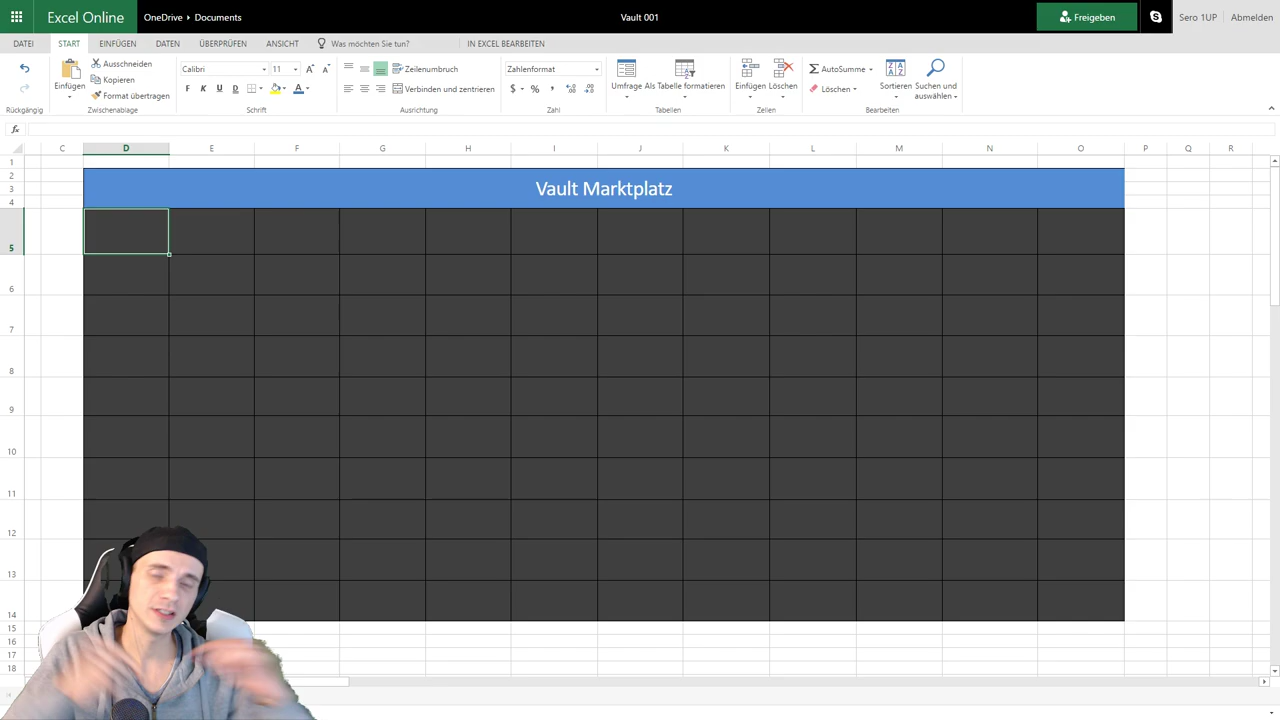 Excel Online OneDrive Documents Vault 001 Freigeben Sero 1UP Abmelden
DATEI START EINFÜGEN DATEN ÜBERPRÜFEN ANSICHT Was möchten Sie tun? IN EXCEL BEARBEITEN
Einfügen Ausschneiden
Kopieren
Format übertragen
Calibri 11
F K U D
Zeilenumbruch
Verbinden und zentrieren
Zahlenformat
$ %
Umfrage Als Tabelle formatieren
Einfügen Löschen
AutoSumme
Löschen
Sortieren Suchen und auswählen
Rückgängig Zwischenablage Schrift Ausrichtung Zahl Tabellen Zellen Bearbeiten
fx
C D E F G H I J K L M N O P Q R
1
2
3
4
Vault Marktplatz
5
6
7
8
9
10
11
12
13
14
15
16
17
18